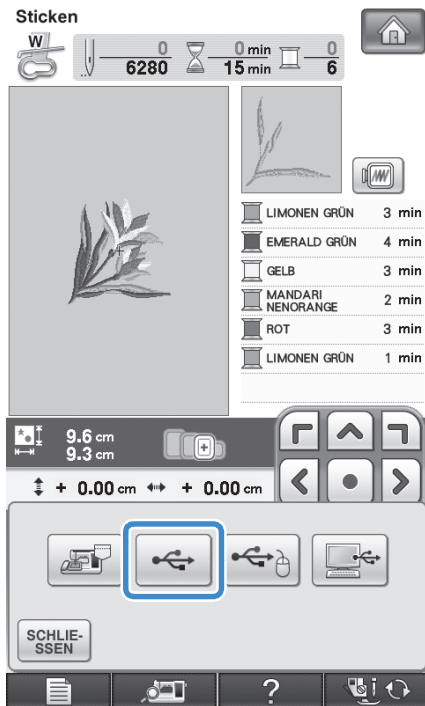 Sticken
W
0 0 min 0
6280 15 min 6
LIMONEN GRÜN 3 min
EMERALD GRÜN 4 min
GELB 3 min
MANDARI
NENORANGE 2 min
ROT 3 min
LIMONEN GRÜN 1 min
9.6 cm
9.3 cm
+ 0.00 cm + 0.00 cm
SCHLIE-
SSEN
?